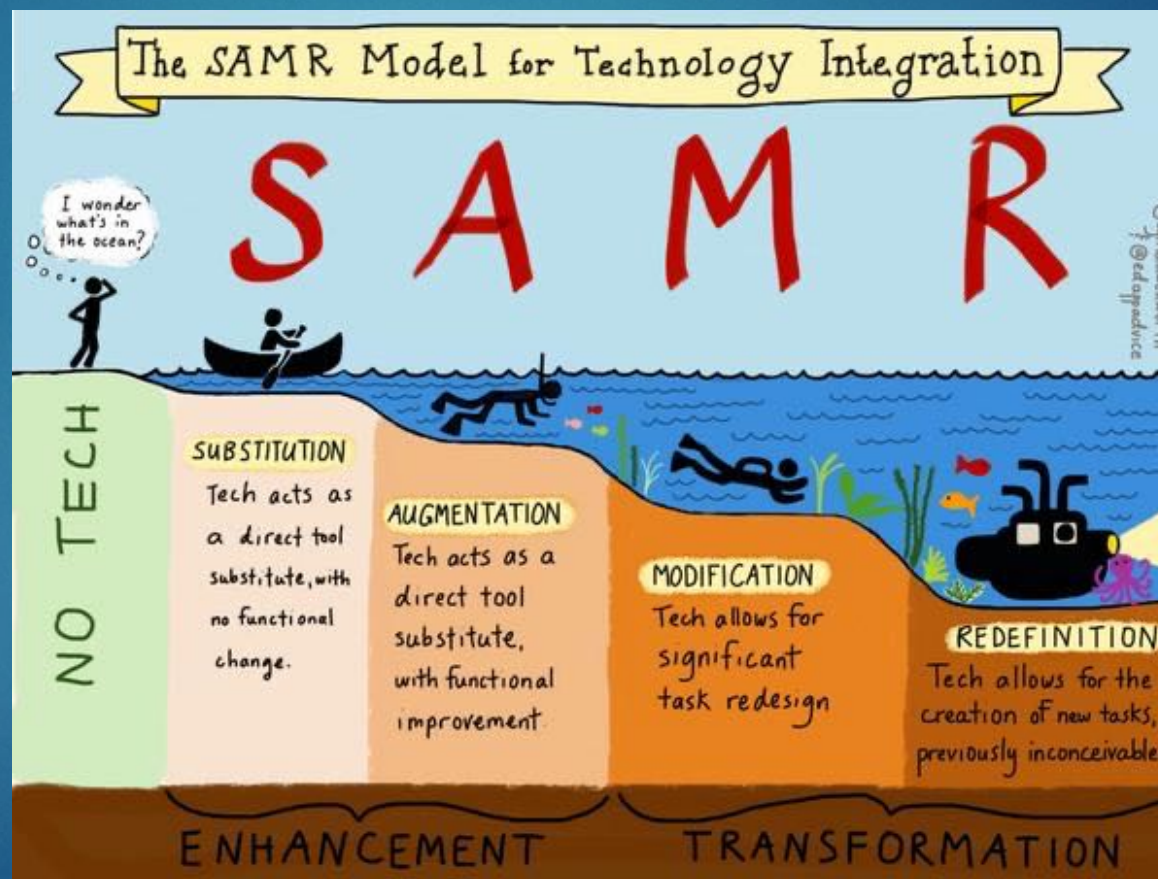 The SAMR Model for Technology Integration
S A M R
I wonder
what's in
the ocean?
@edappadvice
NO TECH
SUBSTITUTION
Tech acts as
a direct tool
substitute, with
no functional
change.
AUGMENTATION
Tech acts as a
direct tool
substitute,
with functional
improvement
MODIFICATION
Tech allows for
significant
task redesign
REDEFINITION
Tech allows for the
creation of new tasks,
previously inconceivable
ENHANCEMENT
TRANSFORMATION